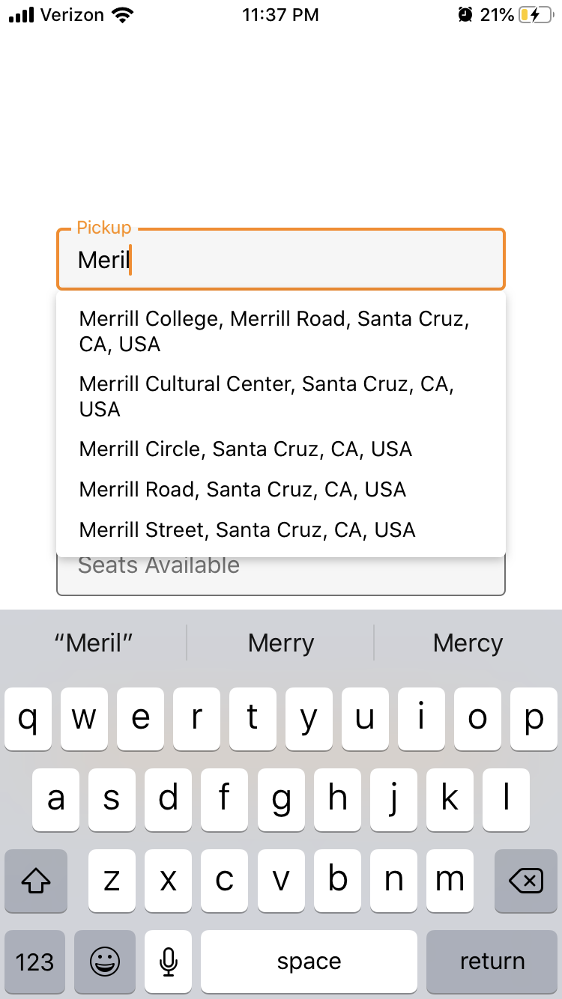 Verizon 11:37 PM 21%
Pickup
Meril
Merrill College, Merrill Road, Santa Cruz,
CA, USA
Merrill Cultural Center, Santa Cruz, CA,
USA
Merrill Circle, Santa Cruz, CA, USA
Merrill Road, Santa Cruz, CA, USA
Merrill Street, Santa Cruz, CA, USA
Seats Available
“Meril” Merry Mercy
q w e r t y u i o p
a s d f g h j k l
z x c v b n m
123 space return